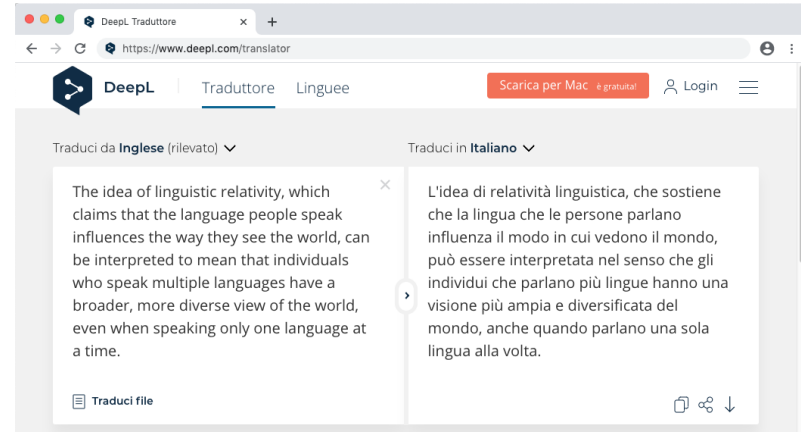 DeepL Traduttore
https://www.deepl.com/translator
DeepL Traduttore Linguee Scarica per Mac è gratuita! Login
Traduci da Inglese (rilevato)
Traduci in Italiano
The idea of linguistic relativity, which
claims that the language people speak
influences the way they see the world, can
be interpreted to mean that individuals
who speak multiple languages have a
broader, more diverse view of the world,
even when speaking only one language at
a time.
Traduci file
L'idea di relatività linguistica, che sostiene
che la lingua che le persone parlano
influenza il modo in cui vedono il mondo,
può essere interpretata nel senso che gli
individui che parlano più lingue hanno una
visione più ampia e diversificata del
mondo, anche quando parlano una sola
lingua alla volta.